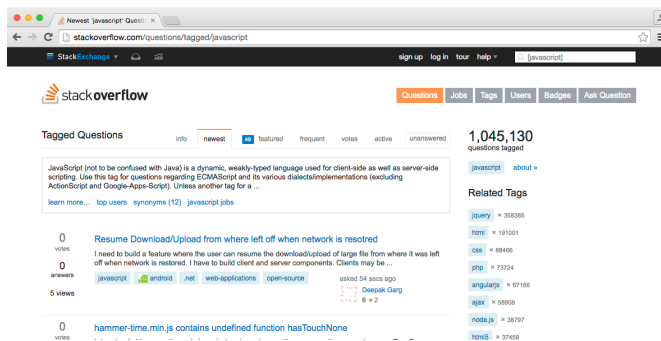 Newest 'javascript' Questio
stackoverflow.com/questions/tagged/javascript
StackExchange
sign up log in tour help [javascript]
stackoverflow
Questions Jobs Tags Users Badges Ask Question
Tagged Questions
info newest 49 featured frequent votes active unanswered
1,045,130
questions tagged
javascript about »
JavaScript (not to be confused with Java) is a dynamic, weakly-typed language used for client-side as well as server-side
scripting. Use this tag for questions regarding ECMAScript and its various dialects/implementations (excluding
ActionScript and Google-Apps-Script). Unless another tag for a ...
learn more… top users synonyms (12) javascript jobs
Related Tags
jquery × 358385
html × 191001
css × 88466
php × 73724
angularjs × 67166
ajax × 58908
node.js × 38797
html5 × 37459
0
votes
0
answers
5 views
Resume Download/Upload from where left off when network is resotred
I need to build a feature where the user can resume the download/upload of large file from where it was left
off when network is restored. I have to build client and server components. Clients may be ...
javascript android .net web-applications open-source
asked 54 secs ago
Deepak Garg
6 2
0
votes
hammer-time.min.js contains undefined function hasTouchNone